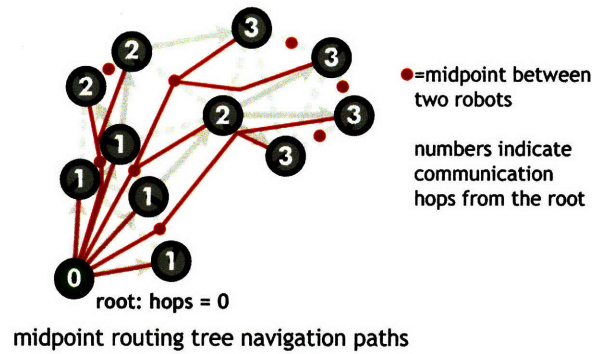 3
2
3
2
=midpoint between
two robots
2
3
1
3
numbers indicate
communication
hops from the root
1
1
1
0
root: hops = 0
midpoint routing tree navigation paths